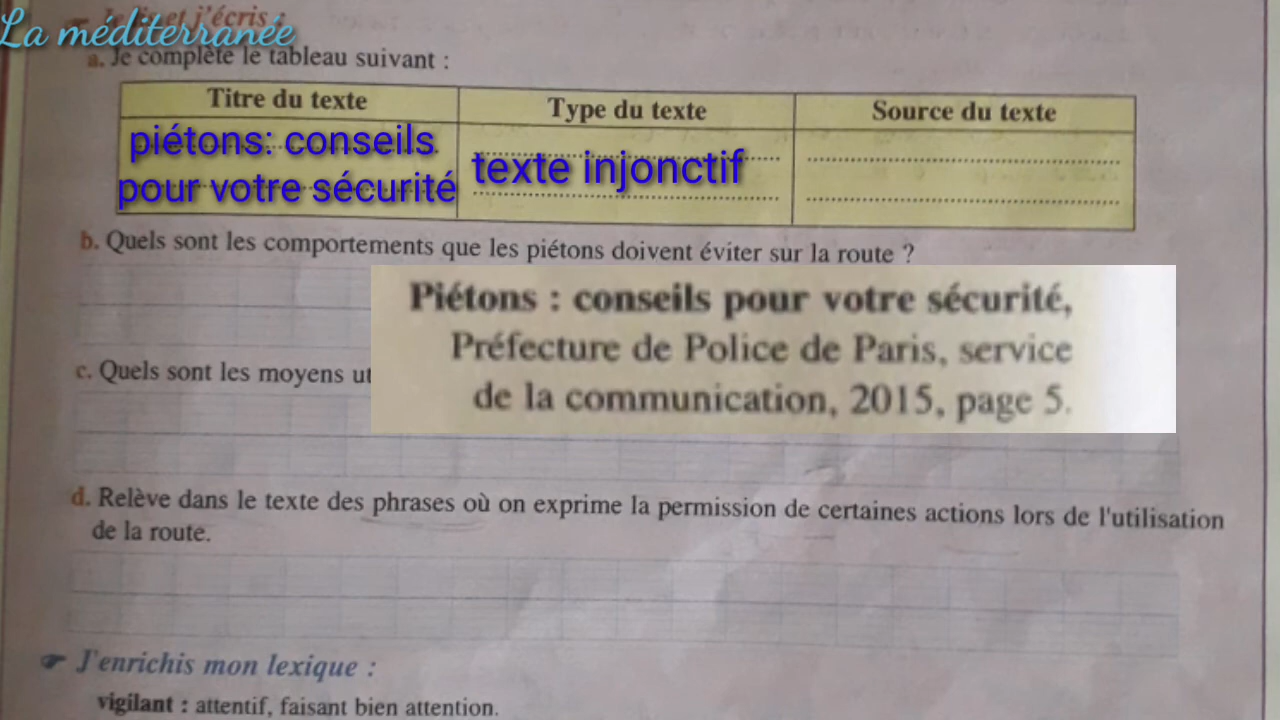 Je lis et j'écris :
La méditerranée
a. Je complète le tableau suivant :
Titre du texte
Type du texte
Source du texte
piétons: conseils
pour votre sécurité
texte injonctif
b. Quels sont les comportements que les piétons doivent éviter sur la route ?
Piétons : conseils pour votre sécurité,
Préfecture de Police de Paris, service
de la communication, 2015, page 5.
c. Quels sont les moyens
d. Relève dans le texte des phrases où on exprime la permission de certaines actions lors de l'utilisation
de la route.
☞ J'enrichis mon lexique :
vigilant : attentif, faisant bien attention.